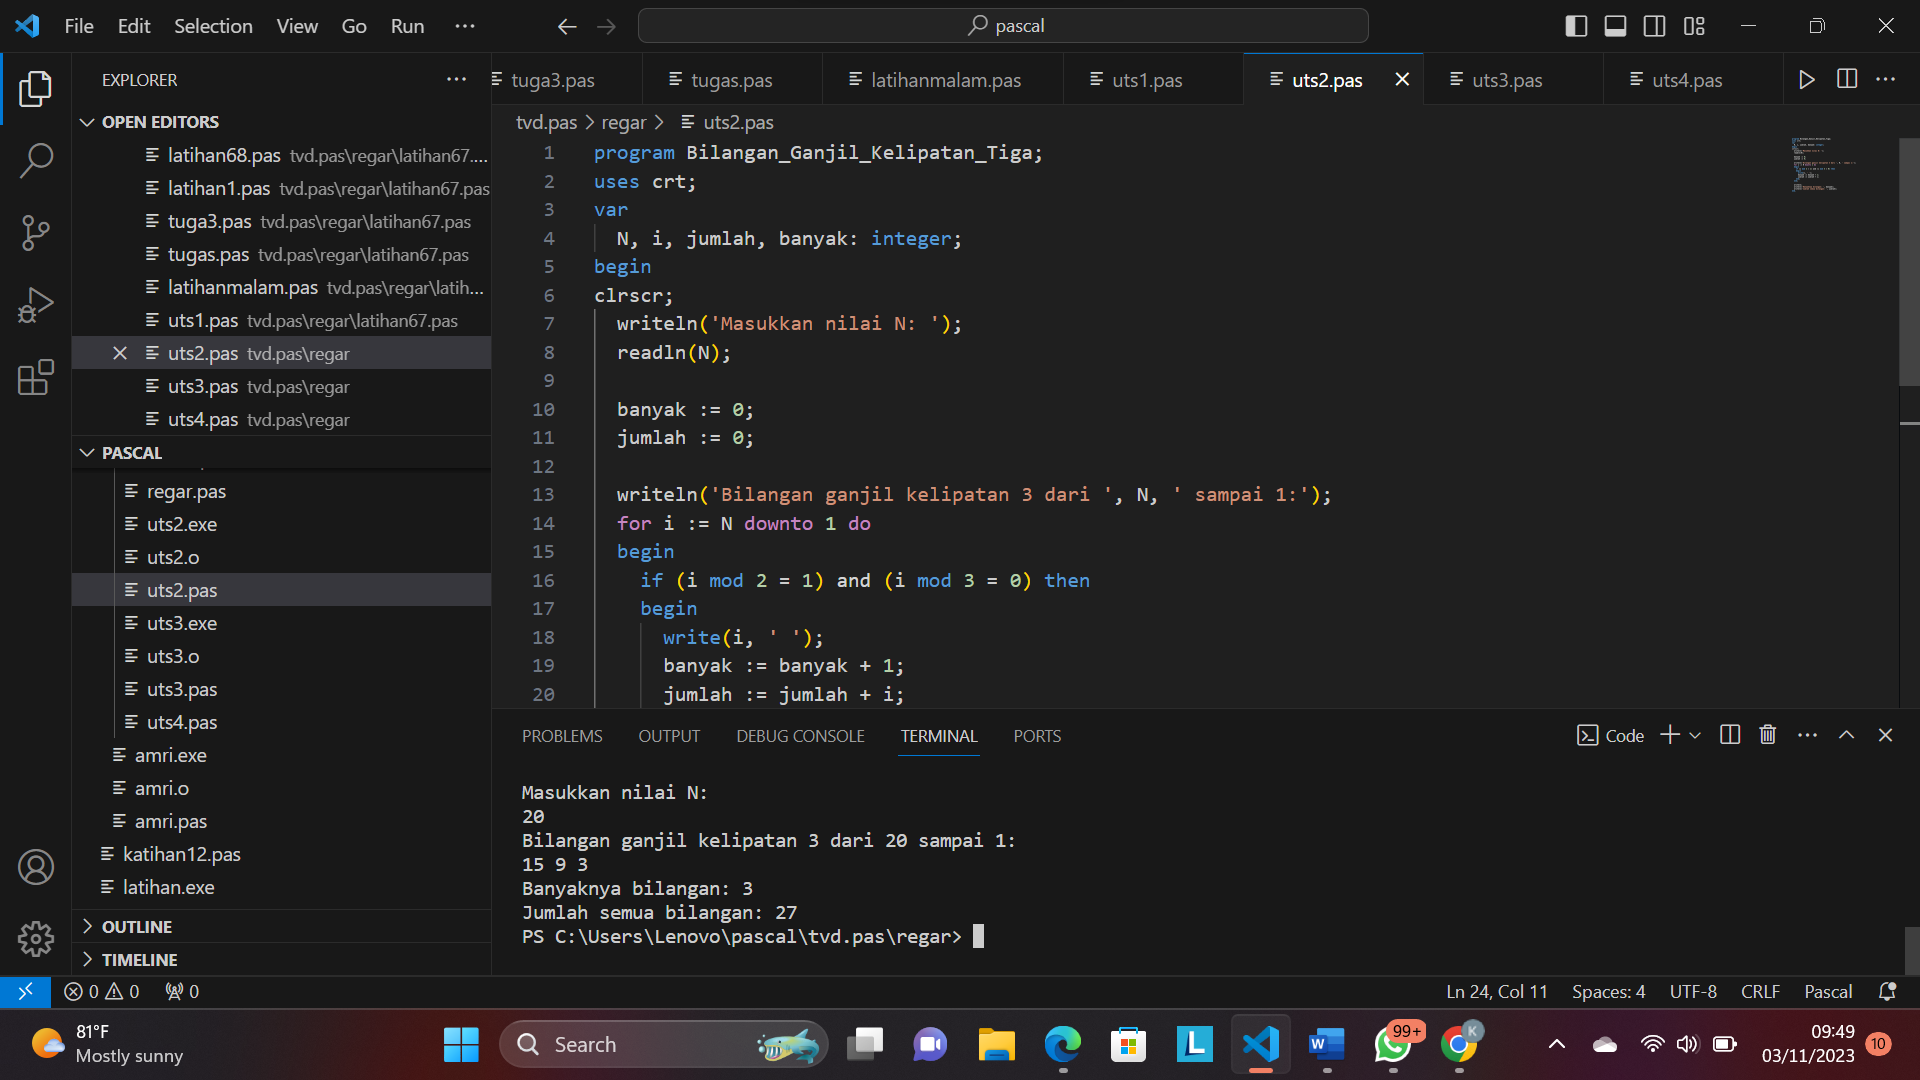 File Edit Selection View Go Run ···
pascal
EXPLORER
OPEN EDITORS
latihan68.pas tvd.pas\regar\latihan67....
latihan1.pas tvd.pas\regar\latihan67.pas
tuga3.pas tvd.pas\regar\latihan67.pas
tugas.pas tvd.pas\regar\latihan67.pas
latihanmalam.pas tvd.pas\regar\latih...
uts1.pas tvd.pas\regar\latihan67.pas
uts2.pas tvd.pas\regar
uts3.pas tvd.pas\regar
uts4.pas tvd.pas\regar
PASCAL
regar.pas
uts2.exe
uts2.o
uts2.pas
uts3.exe
uts3.o
uts3.pas
uts4.pas
amri.exe
amri.o
amri.pas
katihan12.pas
latihan.exe
OUTLINE
TIMELINE
tuga3.pas tugas.pas latihanmalam.pas uts1.pas uts2.pas uts3.pas uts4.pas
tvd.pas > regar > uts2.pas
1 program Bilangan_Ganjil_Kelipatan_Tiga;
2 uses crt;
3 var
4 N, i, jumlah, banyak: integer;
5 begin
6 clrscr;
7 writeln('Masukkan nilai N: ');
8 readln(N);
9
10 banyak := 0;
11 jumlah := 0;
12
13 writeln('Bilangan ganjil kelipatan 3 dari ', N, ' sampai 1:');
14 for i := N downto 1 do
15 begin
16 if (i mod 2 = 1) and (i mod 3 = 0) then
17 begin
18 write(i, ' ');
19 banyak := banyak + 1;
20 jumlah := jumlah + i;
PROBLEMS OUTPUT DEBUG CONSOLE TERMINAL PORTS
Code
Masukkan nilai N:
20
Bilangan ganjil kelipatan 3 dari 20 sampai 1:
15 9 3
Banyaknya bilangan: 3
Jumlah semua bilangan: 27
PS C:\Users\Lenovo\pascal\tvd.pas\regar>
0 0 0
Ln 24, Col 11 Spaces: 4 UTF-8 CRLF Pascal
81°F
Mostly sunny
Search
L
W
99+
K
09:49
03/11/2023
10